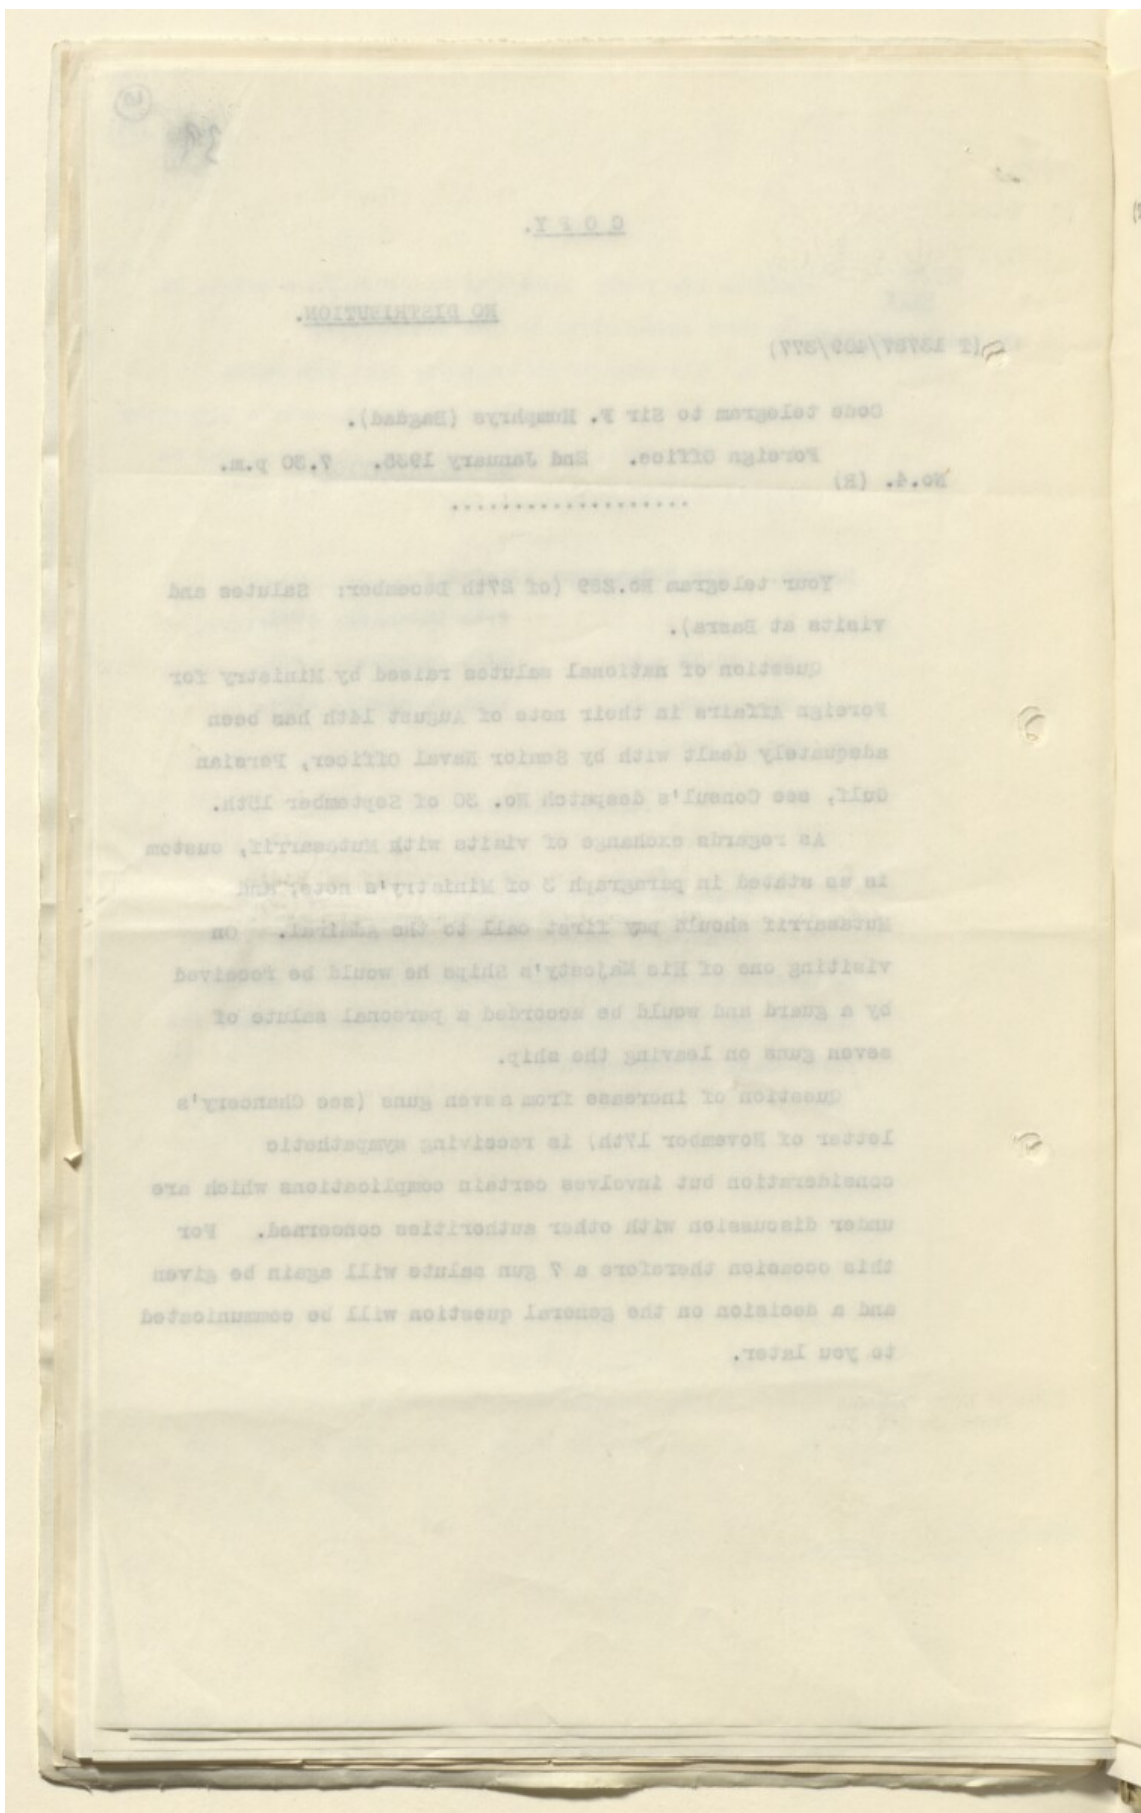 40
39
C O P Y.
NO DISTRIBUTION.
(T 13787/409/377)
Code telegram to Sir F. Humphrys (Bagdad).
Foreign Office. 2nd January 1935. 7.30 p.m.
No.4. (R)
...................
Your telegram No.289 (of 27th December: Salutes and
visits at Basra).
Question of national salutes raised by Ministry for
Foreign Affairs in their note of August 14th has been
adequately dealt with by Senior Naval Officer, Persian
Gulf, see Consul's despatch No. 30 of September 15th.
As regards exchange of visits with Mutasarrif, custom
is as stated in paragraph 3 of Ministry's note, and
Mutasarrif should pay first call to the Admiral. On
visiting one of His Majesty's Ships he would be received
by a guard and would be accorded a personal salute of
seven guns on leaving the ship.
Question of increase from seven guns (see Chancery's
letter of November 17th) is receiving sympathetic
consideration but involves certain complications which are
under discussion with other authorities concerned. For
this occasion therefore a 7 gun salute will again be given
and a decision on the general question will be communicated
to you later.